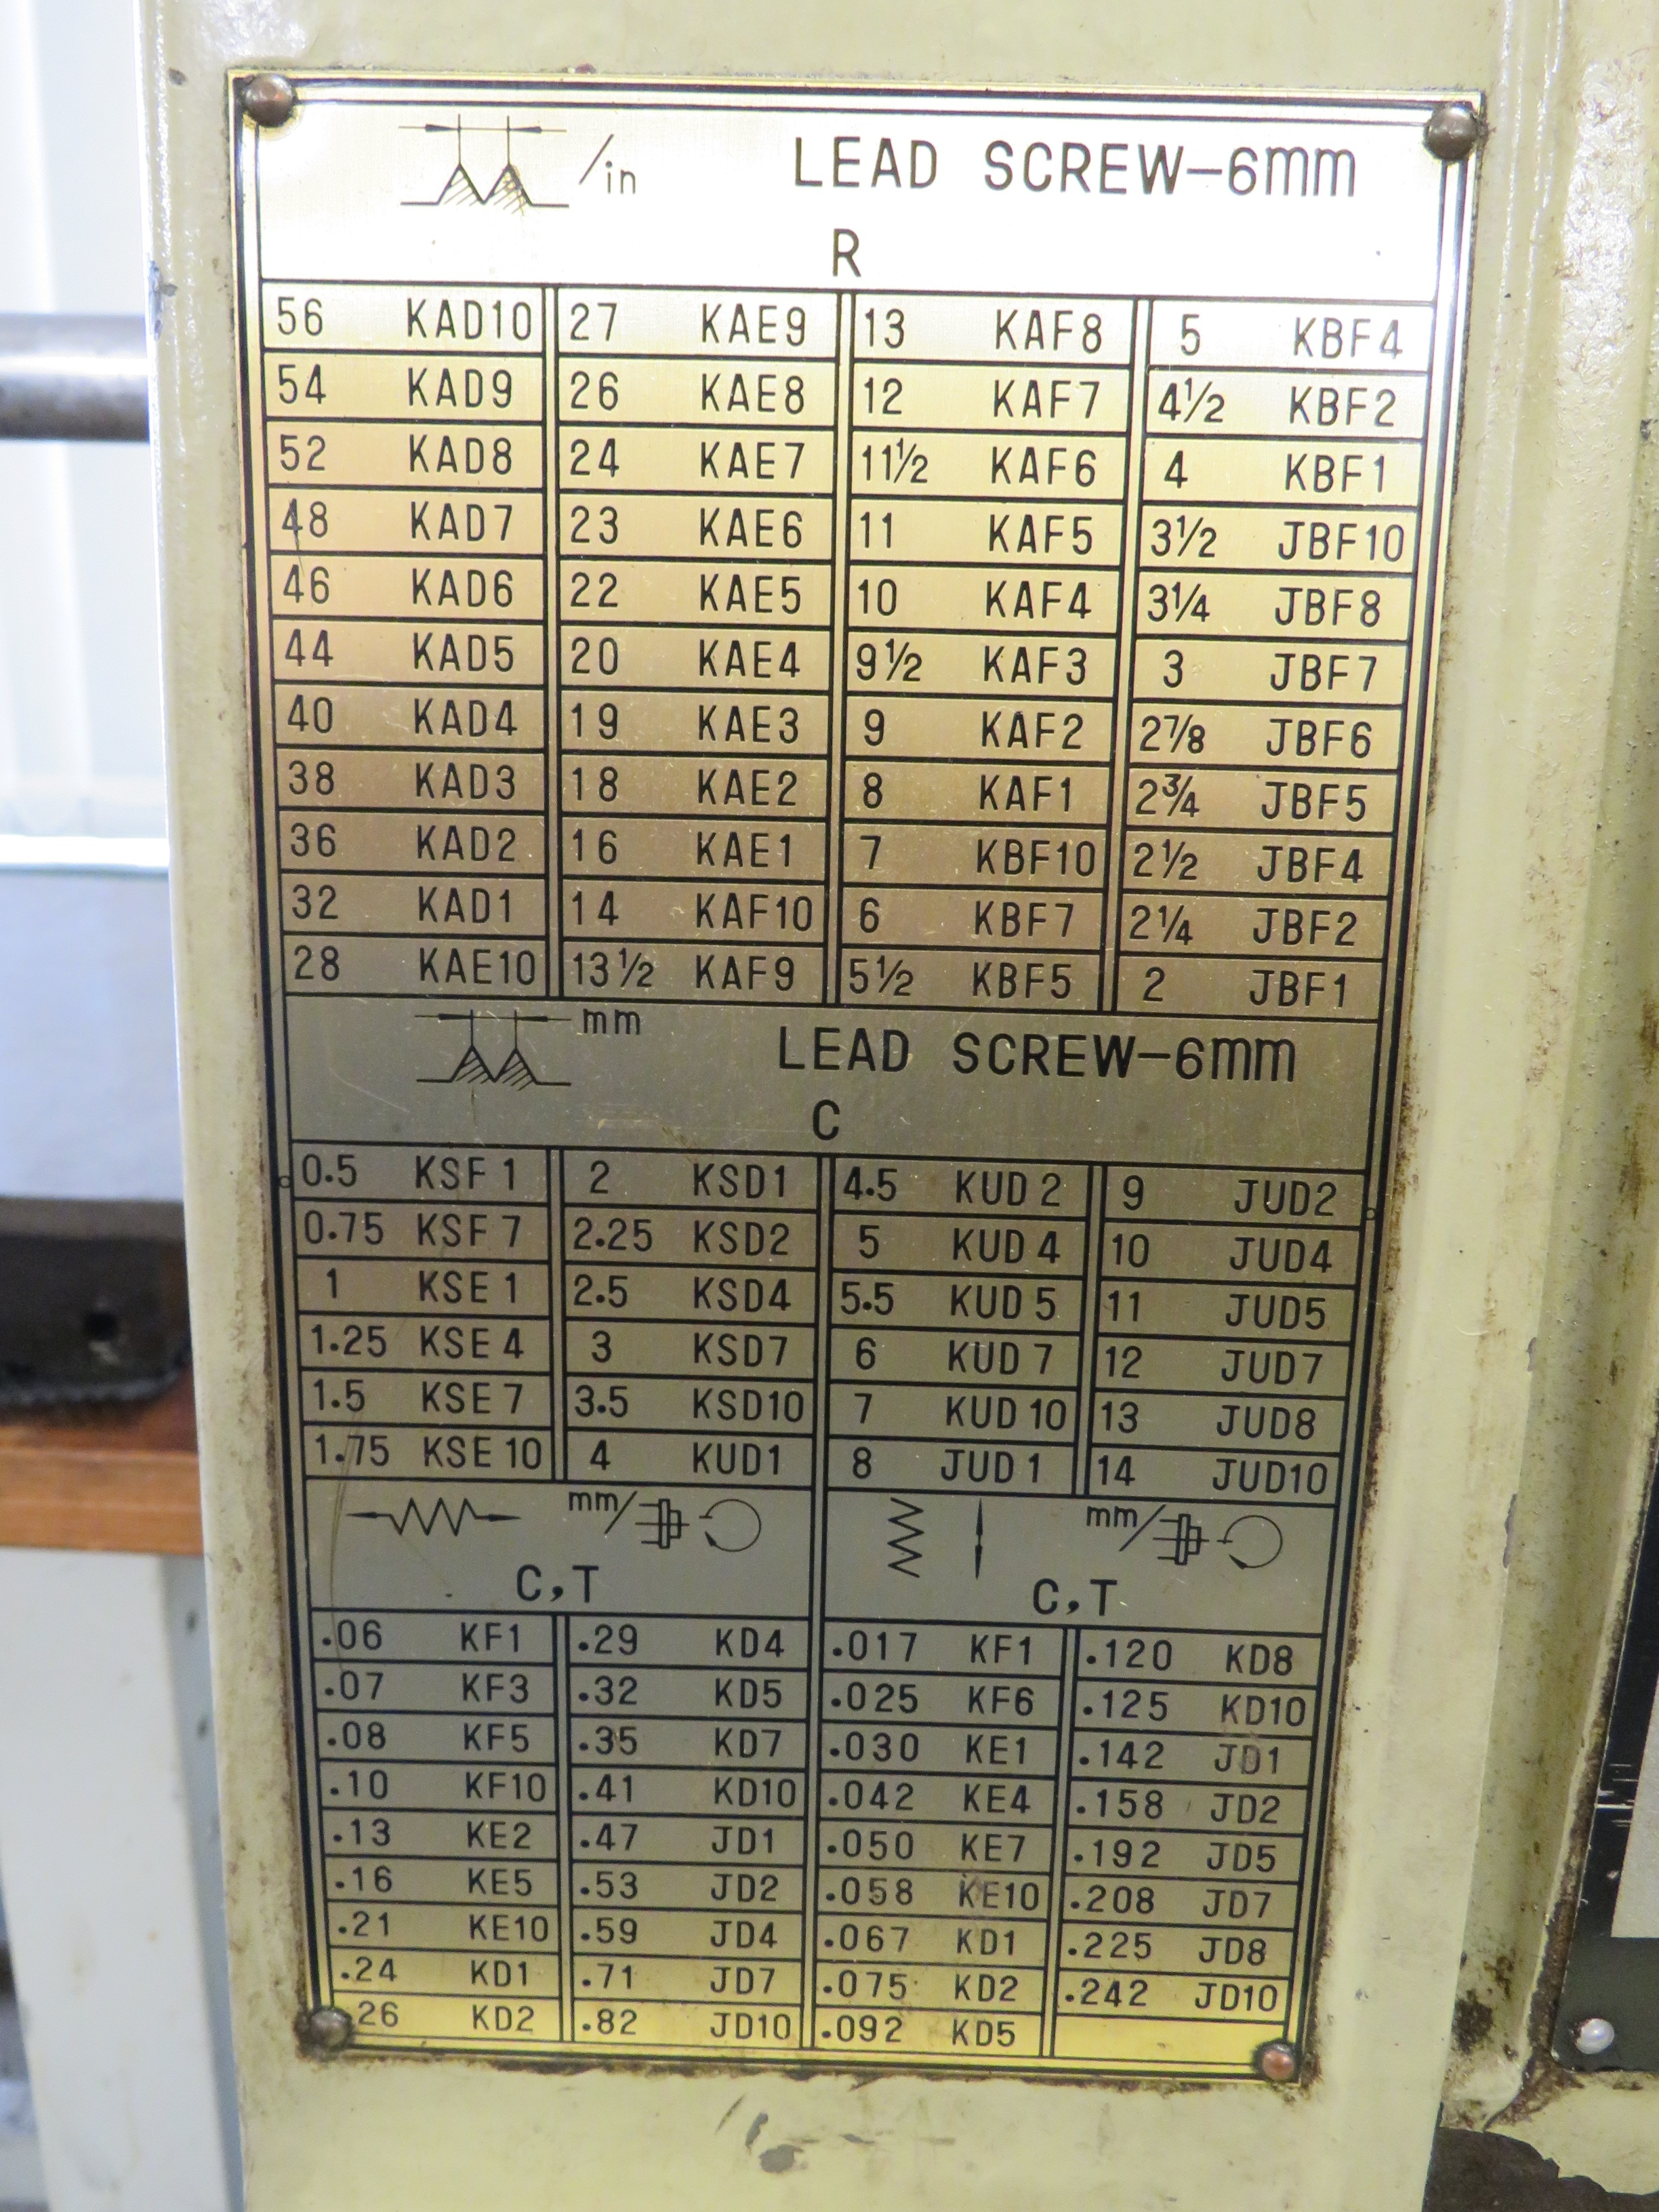 /in LEAD SCREW-6mm
R
56 KAD10 27 KAE9 13 KAF8 5 KBF4
54 KAD9 26 KAE8 12 KAF7 4½ KBF2
52 KAD8 24 KAE7 11½ KAF6 4 KBF1
48 KAD7 23 KAE6 11 KAF5 3½ JBF10
46 KAD6 22 KAE5 10 KAF4 3¼ JBF8
44 KAD5 20 KAE4 9½ KAF3 3 JBF7
40 KAD4 19 KAE3 9 KAF2 2⅞ JBF6
38 KAD3 18 KAE2 8 KAF1 2¾ JBF5
36 KAD2 16 KAE1 7 KBF10 2½ JBF4
32 KAD1 14 KAF10 6 KBF7 2¼ JBF2
28 KAE10 13½ KAF9 5½ KBF5 2 JBF1
mm LEAD SCREW-6mm
C
0.5 KSF1 2 KSD1 4.5 KUD2 9 JUD2
0.75 KSF7 2.25 KSD2 5 KUD4 10 JUD4
1 KSE1 2.5 KSD4 5.5 KUD5 11 JUD5
1.25 KSE4 3 KSD7 6 KUD7 12 JUD7
1.5 KSE7 3.5 KSD10 7 KUD10 13 JUD8
1.75 KSE10 4 KUD1 8 JUD1 14 JUD10
mm/ mm/
C,T C,T
.06 KF1 .29 KD4 .017 KF1 .120 KD8
.07 KF3 .32 KD5 .025 KF6 .125 KD10
.08 KF5 .35 KD7 .030 KE1 .142 JD1
.10 KF10 .41 KD10 .042 KE4 .158 JD2
.13 KE2 .47 JD1 .050 KE7 .192 JD5
.16 KE5 .53 JD2 .058 KE10 .208 JD7
.21 KE10 .59 JD4 .067 KD1 .225 JD8
.24 KD1 .71 JD7 .075 KD2 .242 JD10
26 KD2 .82 JD10 .092 KD5